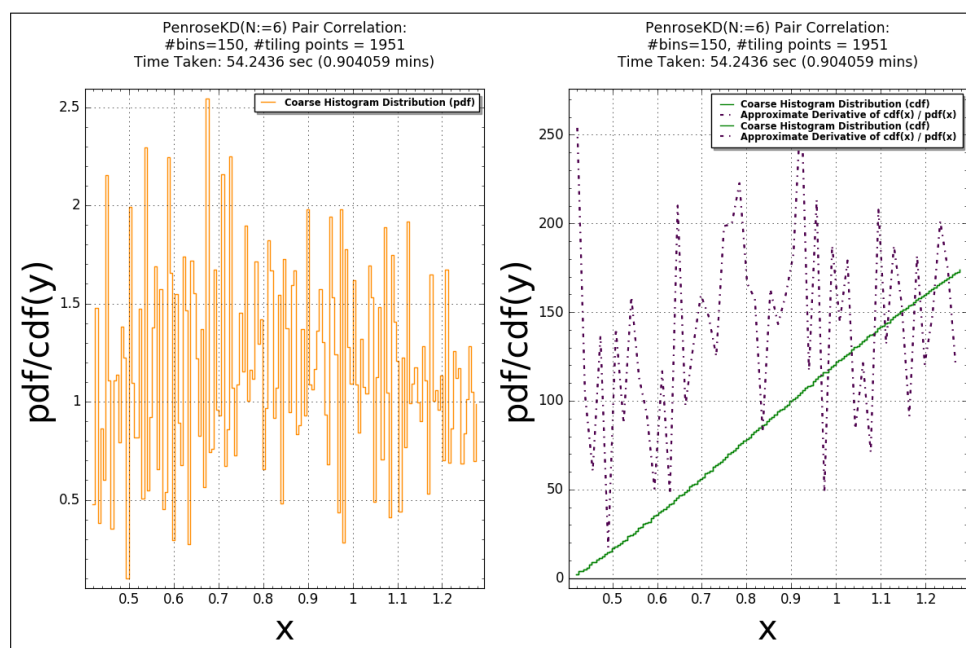 PenroseKD(N:=6) Pair Correlation:
#bins=150, #tiling points = 1951
Time Taken: 54.2436 sec (0.904059 mins)
Coarse Histogram Distribution (pdf)
pdf/cdf(y)
2.5
2
1.5
1
0.5
0.5
0.6
0.7
0.8
0.9
1
1.1
1.2
x
PenroseKD(N:=6) Pair Correlation:
#bins=150, #tiling points = 1951
Time Taken: 54.2436 sec (0.904059 mins)
Coarse Histogram Distribution (cdf)
Approximate Derivative of cdf(x) / pdf(x)
Coarse Histogram Distribution (cdf)
Approximate Derivative of cdf(x) / pdf(x)
pdf/cdf(y)
250
200
150
100
50
0
0.5
0.6
0.7
0.8
0.9
1
1.1
1.2
x